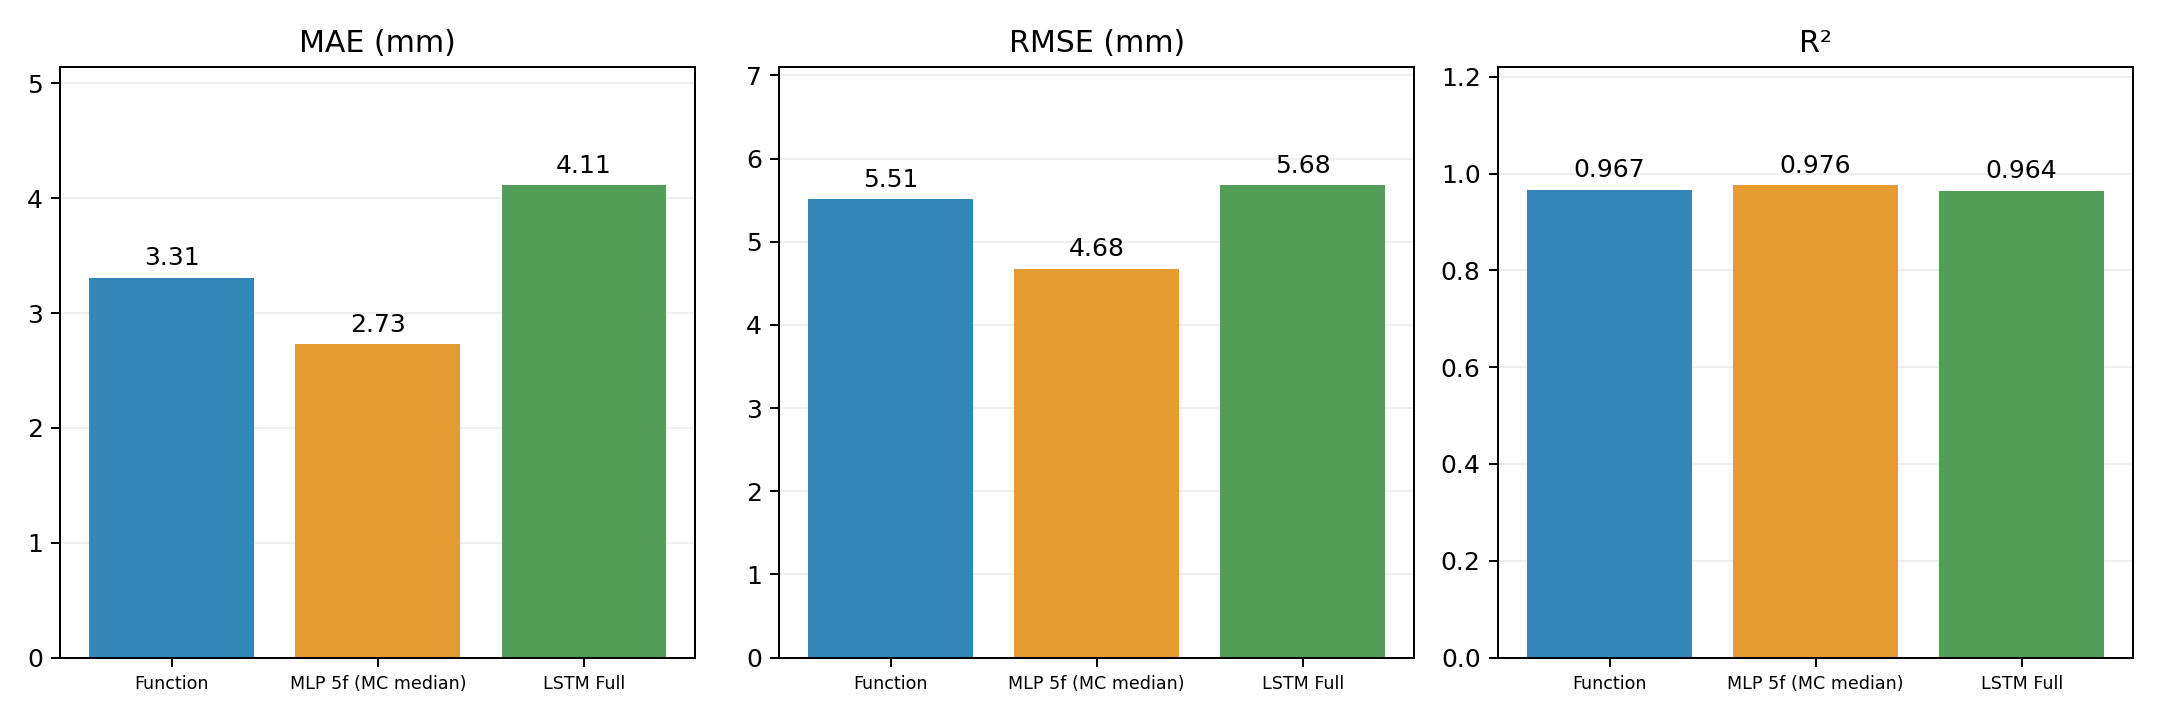 MAE (mm)
5
4
3
2
1
0
3.31
2.73
4.11
Function
MLP 5f (MC median)
LSTM Full
RMSE (mm)
7
6
5
4
3
2
1
0
5.51
4.68
5.68
Function
MLP 5f (MC median)
LSTM Full
R²
1.2
1.0
0.8
0.6
0.4
0.2
0.0
0.967
0.976
0.964
Function
MLP 5f (MC median)
LSTM Full